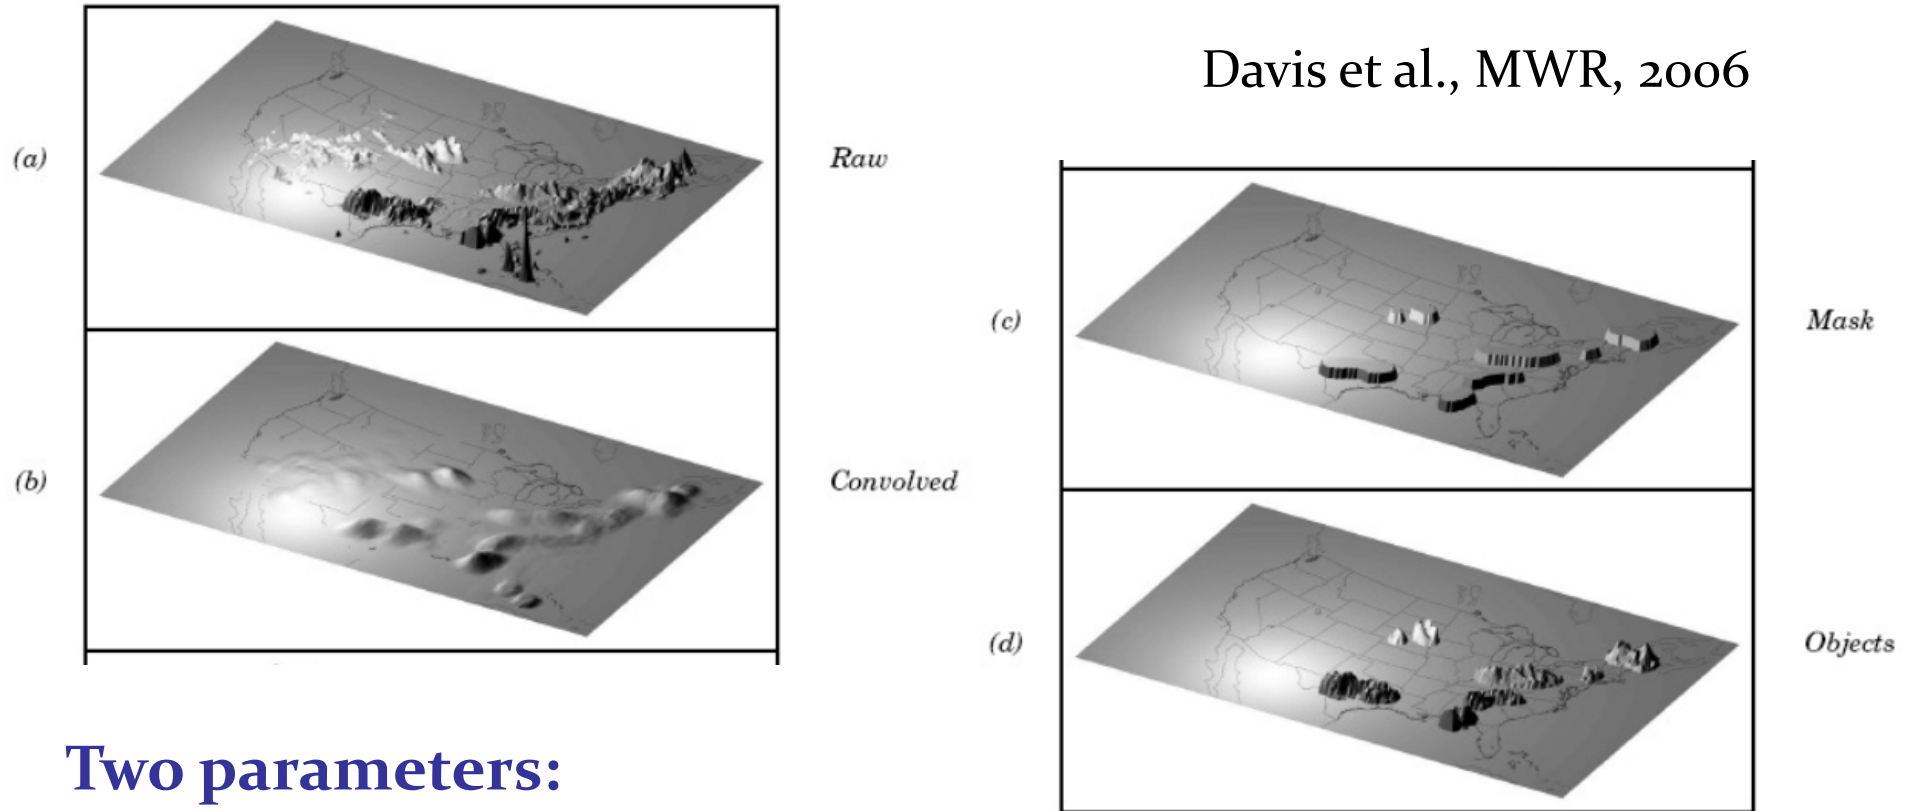 Davis et al., MWR, 2006
(a)
Raw
(b)
Convolved
(c)
Mask
(d)
Objects
Two parameters: